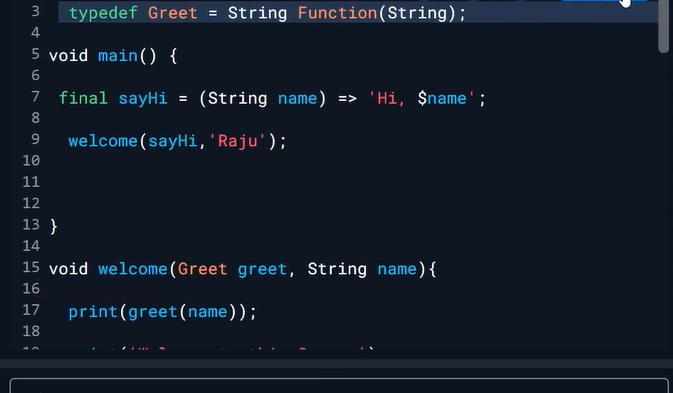 3 typedef Greet = String Function(String);
4
5 void main() {
6
7 final sayHi = (String name) => 'Hi, $name';
8
9 welcome(sayHi,'Raju');
10
11
12
13 }
14
15 void welcome(Greet greet, String name){
16
17 print(greet(name));
18